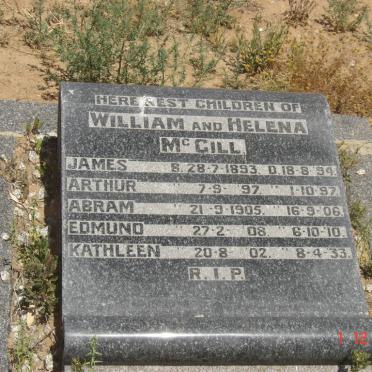 HERE REST CHILDREN OF
WILLIAM AND HELENA
McGILL
JAMES B. 28-7-1893. D. 18-8-94.
ARTHUR " 7-9-97. " 1-10-97.
ABRAM " 21-9-1905. " 16-9-06.
EDMUND " 27-2-08. " 6-10-10.
KATHLEEN " 20-8-02. " 8-4-33.
R.I.P.